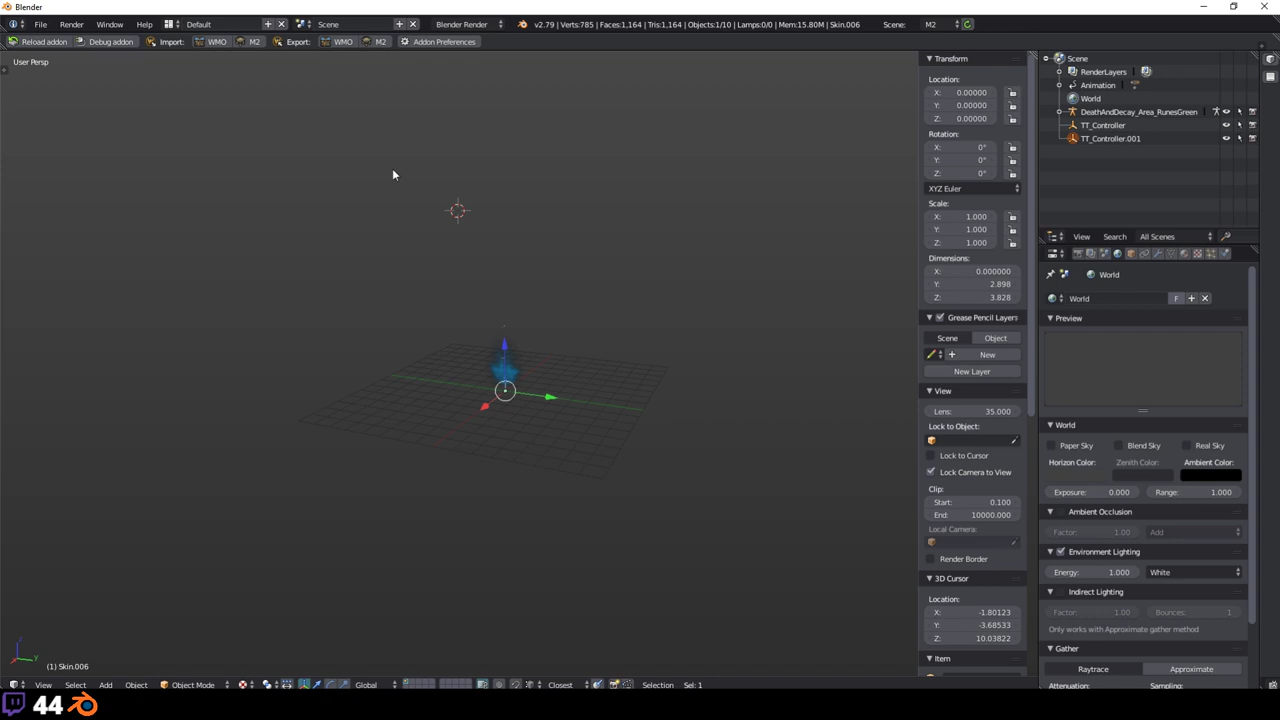 Blender
File Render Window Help Default Scene Blender Render v2.79 | Verts:785 | Faces:1,164 | Tris:1,164 | Objects:1/10 | Lamps:0/0 | Mem:15.80M | Skin.006 Scene: M2
Reload addon Debug addon Import: WMO M2 Export: WMO M2 Addon Preferences
User Persp
Transform
Location:
X: 0.00000
Y: 0.00000
Z: 0.00000
Rotation:
X: 0°
Y: 0°
Z: 0°
XYZ Euler
Scale:
X: 1.000
Y: 1.000
Z: 1.000
Dimensions:
X: 0.000000
Y: 2.898
Z: 3.828
Grease Pencil Layers
Scene Object
New
New Layer
View
Lens: 35.000
Lock to Object:
Lock to Cursor
Lock Camera to View
Clip:
Start: 0.100
End: 10000.000
Local Camera:
Render Border
3D Cursor
Location:
X: -1.80123
Y: -3.68533
Z: 10.03822
Item
Scene
RenderLayers
Animation
World
DeathAndDecay_Area_RunesGreen
TT_Controller
TT_Controller.001
View Search All Scenes
World
World F
Preview
World
Paper Sky Blend Sky Real Sky
Horizon Color: Zenith Color: Ambient Color:
Exposure: 0.000 Range: 1.000
Ambient Occlusion
Factor: 1.00 Add
Environment Lighting
Energy: 1.000 White
Indirect Lighting
Factor: 1.00 Bounces: 1
Only works with Approximate gather method
Gather
Raytrace Approximate
Attenuation: Sampling:
z
y
(1) Skin.006
View Select Add Object Object Mode Global Closest Selection Sel: 1
44